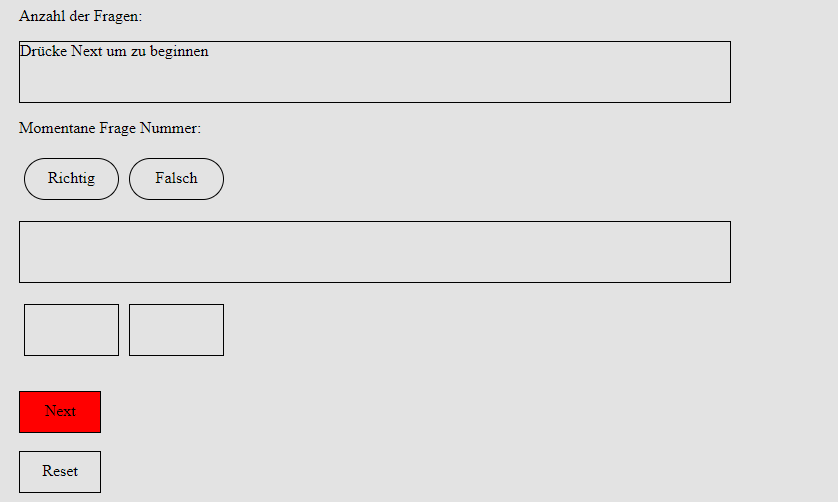 Anzahl der Fragen:
Drücke Next um zu beginnen
Momentane Frage Nummer:
Richtig Falsch
Next
Reset